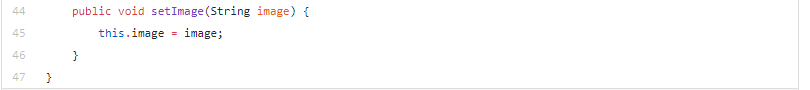 44 public void setImage(String image) {
45 this.image = image;
46 }
47 }